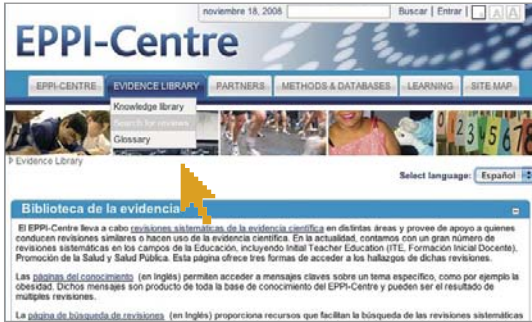 noviembre 18, 2008 Buscar | Entrar | A A A
EPPI-Centre
EPPI-CENTRE EVIDENCE LIBRARY PARTNERS METHODS & DATABASES LEARNING SITE MAP
Knowledge library
Search for reviews
Glossary
Evidence Library
Select language: Español
Biblioteca de la evidencia
El EPPI-Centre lleva a cabo revisiones sistemáticas de la evidencia científica en distintas áreas y provee de apoyo a quienes
conducen revisiones similares o hacen uso de la evidencia científica. En la actualidad, contamos con un gran número de
revisiones sistemáticas en los campos de la Educación, incluyendo Initial Teacher Education (ITE, Formación Inicial Docente),
Promoción de la Salud y Salud Pública. Esta página ofrece tres formas de acceder a los hallazgos de dichas revisiones.
Las páginas del conocimiento (en Inglés) permiten acceder a mensajes claves sobre un tema específico, como por ejemplo la
obesidad. Dichos mensajes son producto de toda la base de conocimiento del EPPI-Centre y pueden ser el resultado de
múltiples revisiones.
La página de búsqueda de revisiones (en Inglés) proporciona recursos que facilitan la búsqueda de las revisiones sistemáticas